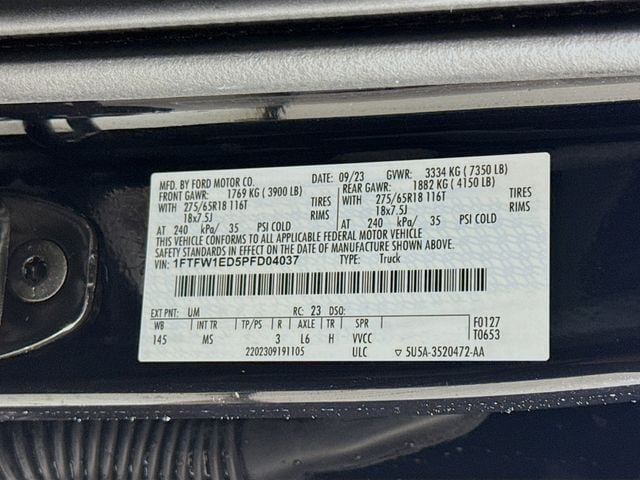 MFD. BY FORD MOTOR CO. DATE: 09/23 GVWR: 3334 KG ( 7350 LB)
FRONT GAWR: 1769 KG ( 3900 LB) REAR GAWR: 1882 KG ( 4150 LB)
WITH 275/65R18 116T TIRES WITH 275/65R18 116T TIRES
18x7.5J RIMS 18x7.5J RIMS
AT 240 kPa/ 35 PSI COLD AT 240 kPa/ 35 PSI COLD
THIS VEHICLE CONFORMS TO ALL APPLICABLE FEDERAL MOTOR VEHICLE
SAFETY STANDARDS IN EFFECT ON THE DATE OF MANUFACTURE SHOWN ABOVE.
VIN: 1FTFW1ED5PFD04037 TYPE: Truck
EXT PNT: UM RC: 23 DSO: F0127
WB INT TR TP/PS R AXLE TR SPR T0653
145 MS 3 L6 H VVCC
2202309191105 ULC ▽ 5U5A-3520472-AA